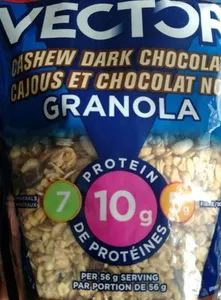 VECTOR
CASHEW DARK CHOCOLA
CAJOUS ET CHOCOLAT NO
GRANOLA
PROTEIN
7
10 g
DE PROTÉINES
PER 56 g SERVING
PAR PORTION DE 56 g